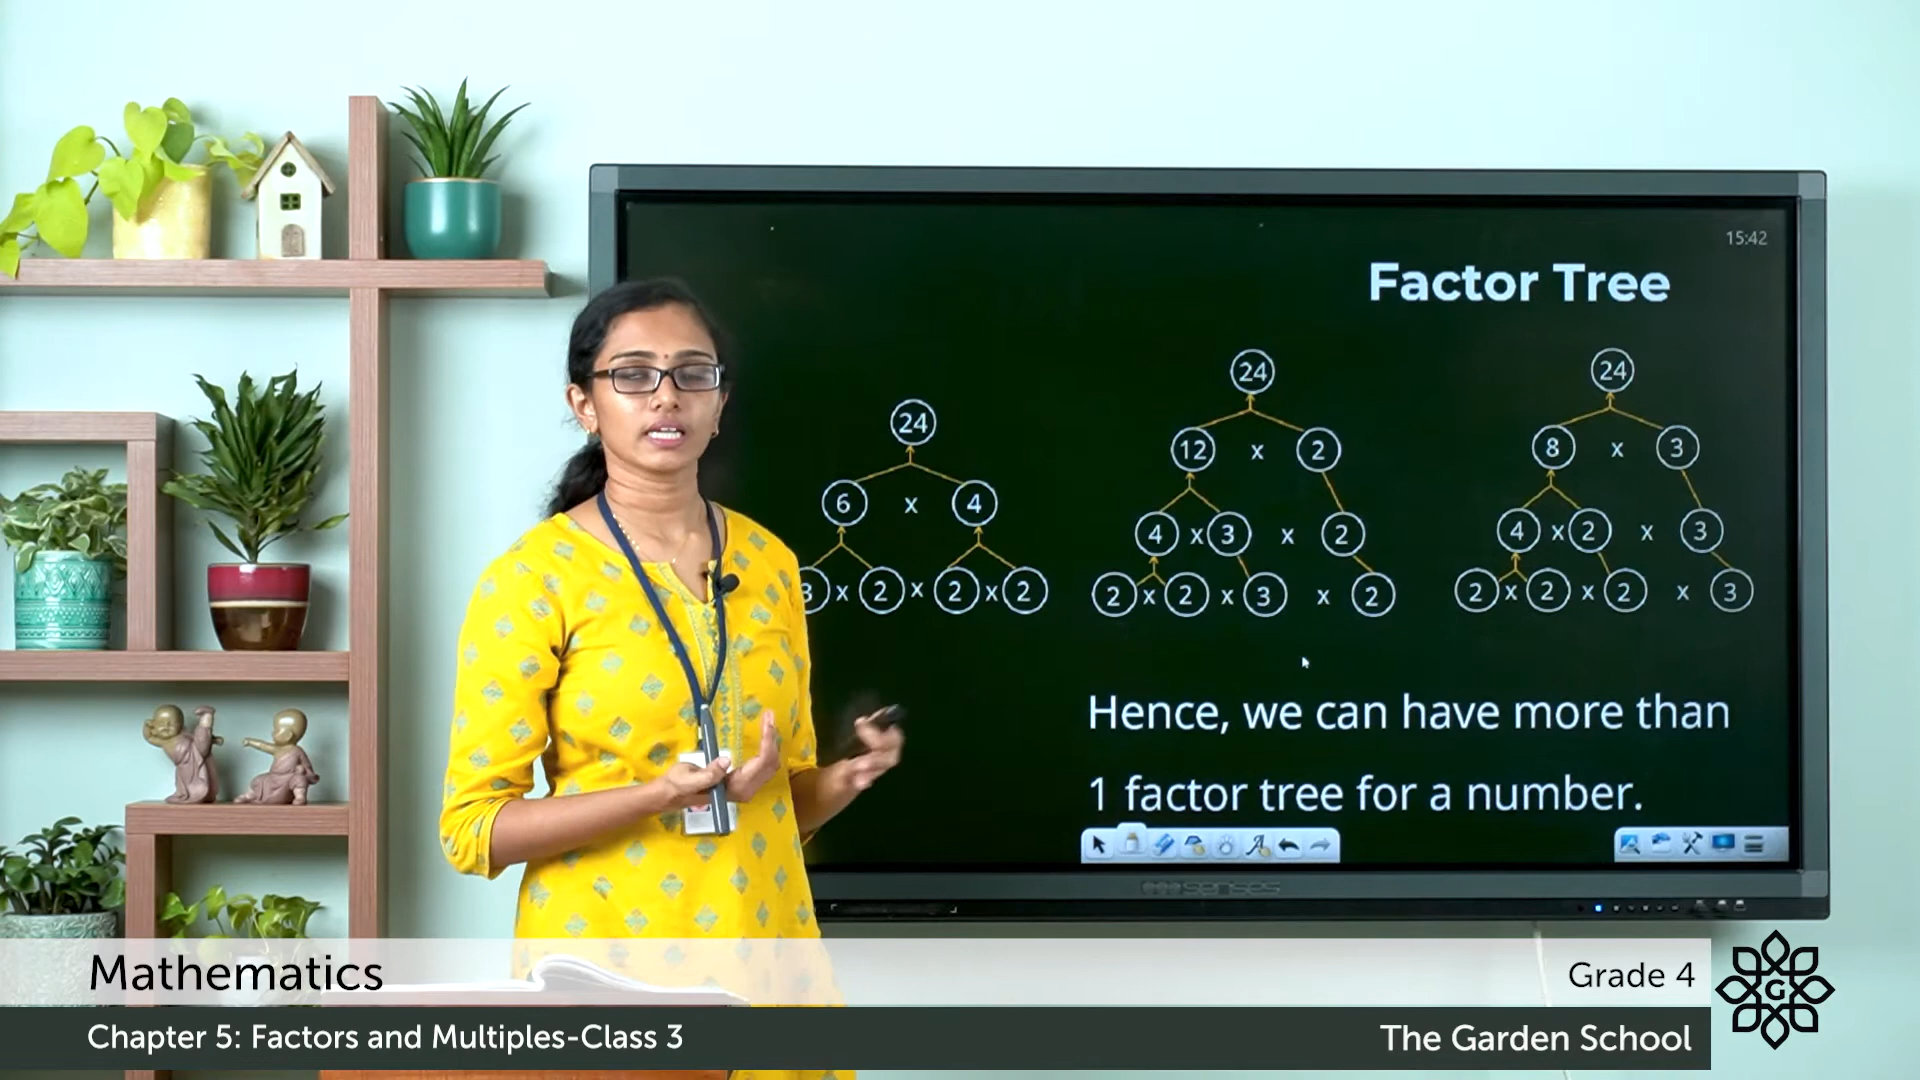 15:42
Factor Tree
24
6 x 4
3 x 2 x 2 x 2
24
12 x 2
4 x 3 x 2
2 x 2 x 3 x 2
24
8 x 3
4 x 2 x 3
2 x 2 x 2 x 3
Hence, we can have more than
1 factor tree for a number.
senses
Mathematics
Grade 4
G
Chapter 5: Factors and Multiples-Class 3
The Garden School